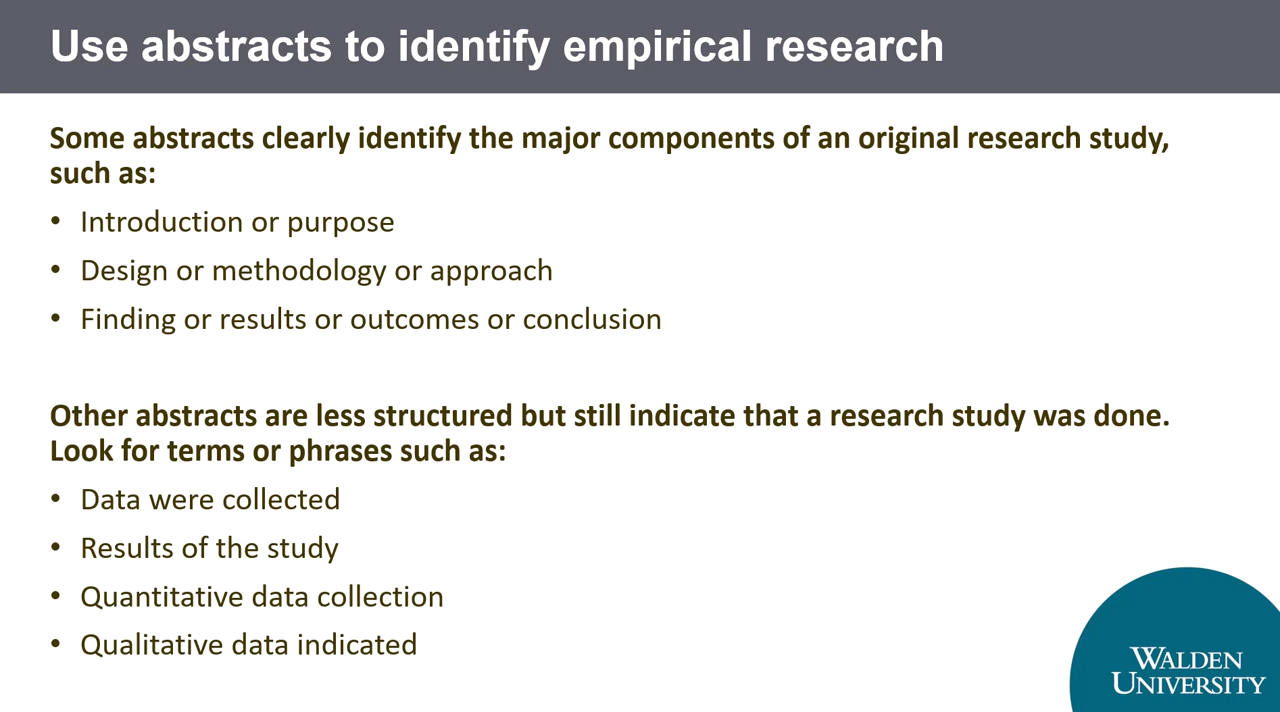 Use abstracts to identify empirical research
Some abstracts clearly identify the major components of an original research study,
such as:
• Introduction or purpose
• Design or methodology or approach
• Finding or results or outcomes or conclusion
Other abstracts are less structured but still indicate that a research study was done.
Look for terms or phrases such as:
• Data were collected
• Results of the study
• Quantitative data collection
• Qualitative data indicated
WALDEN
UNIVERSITY